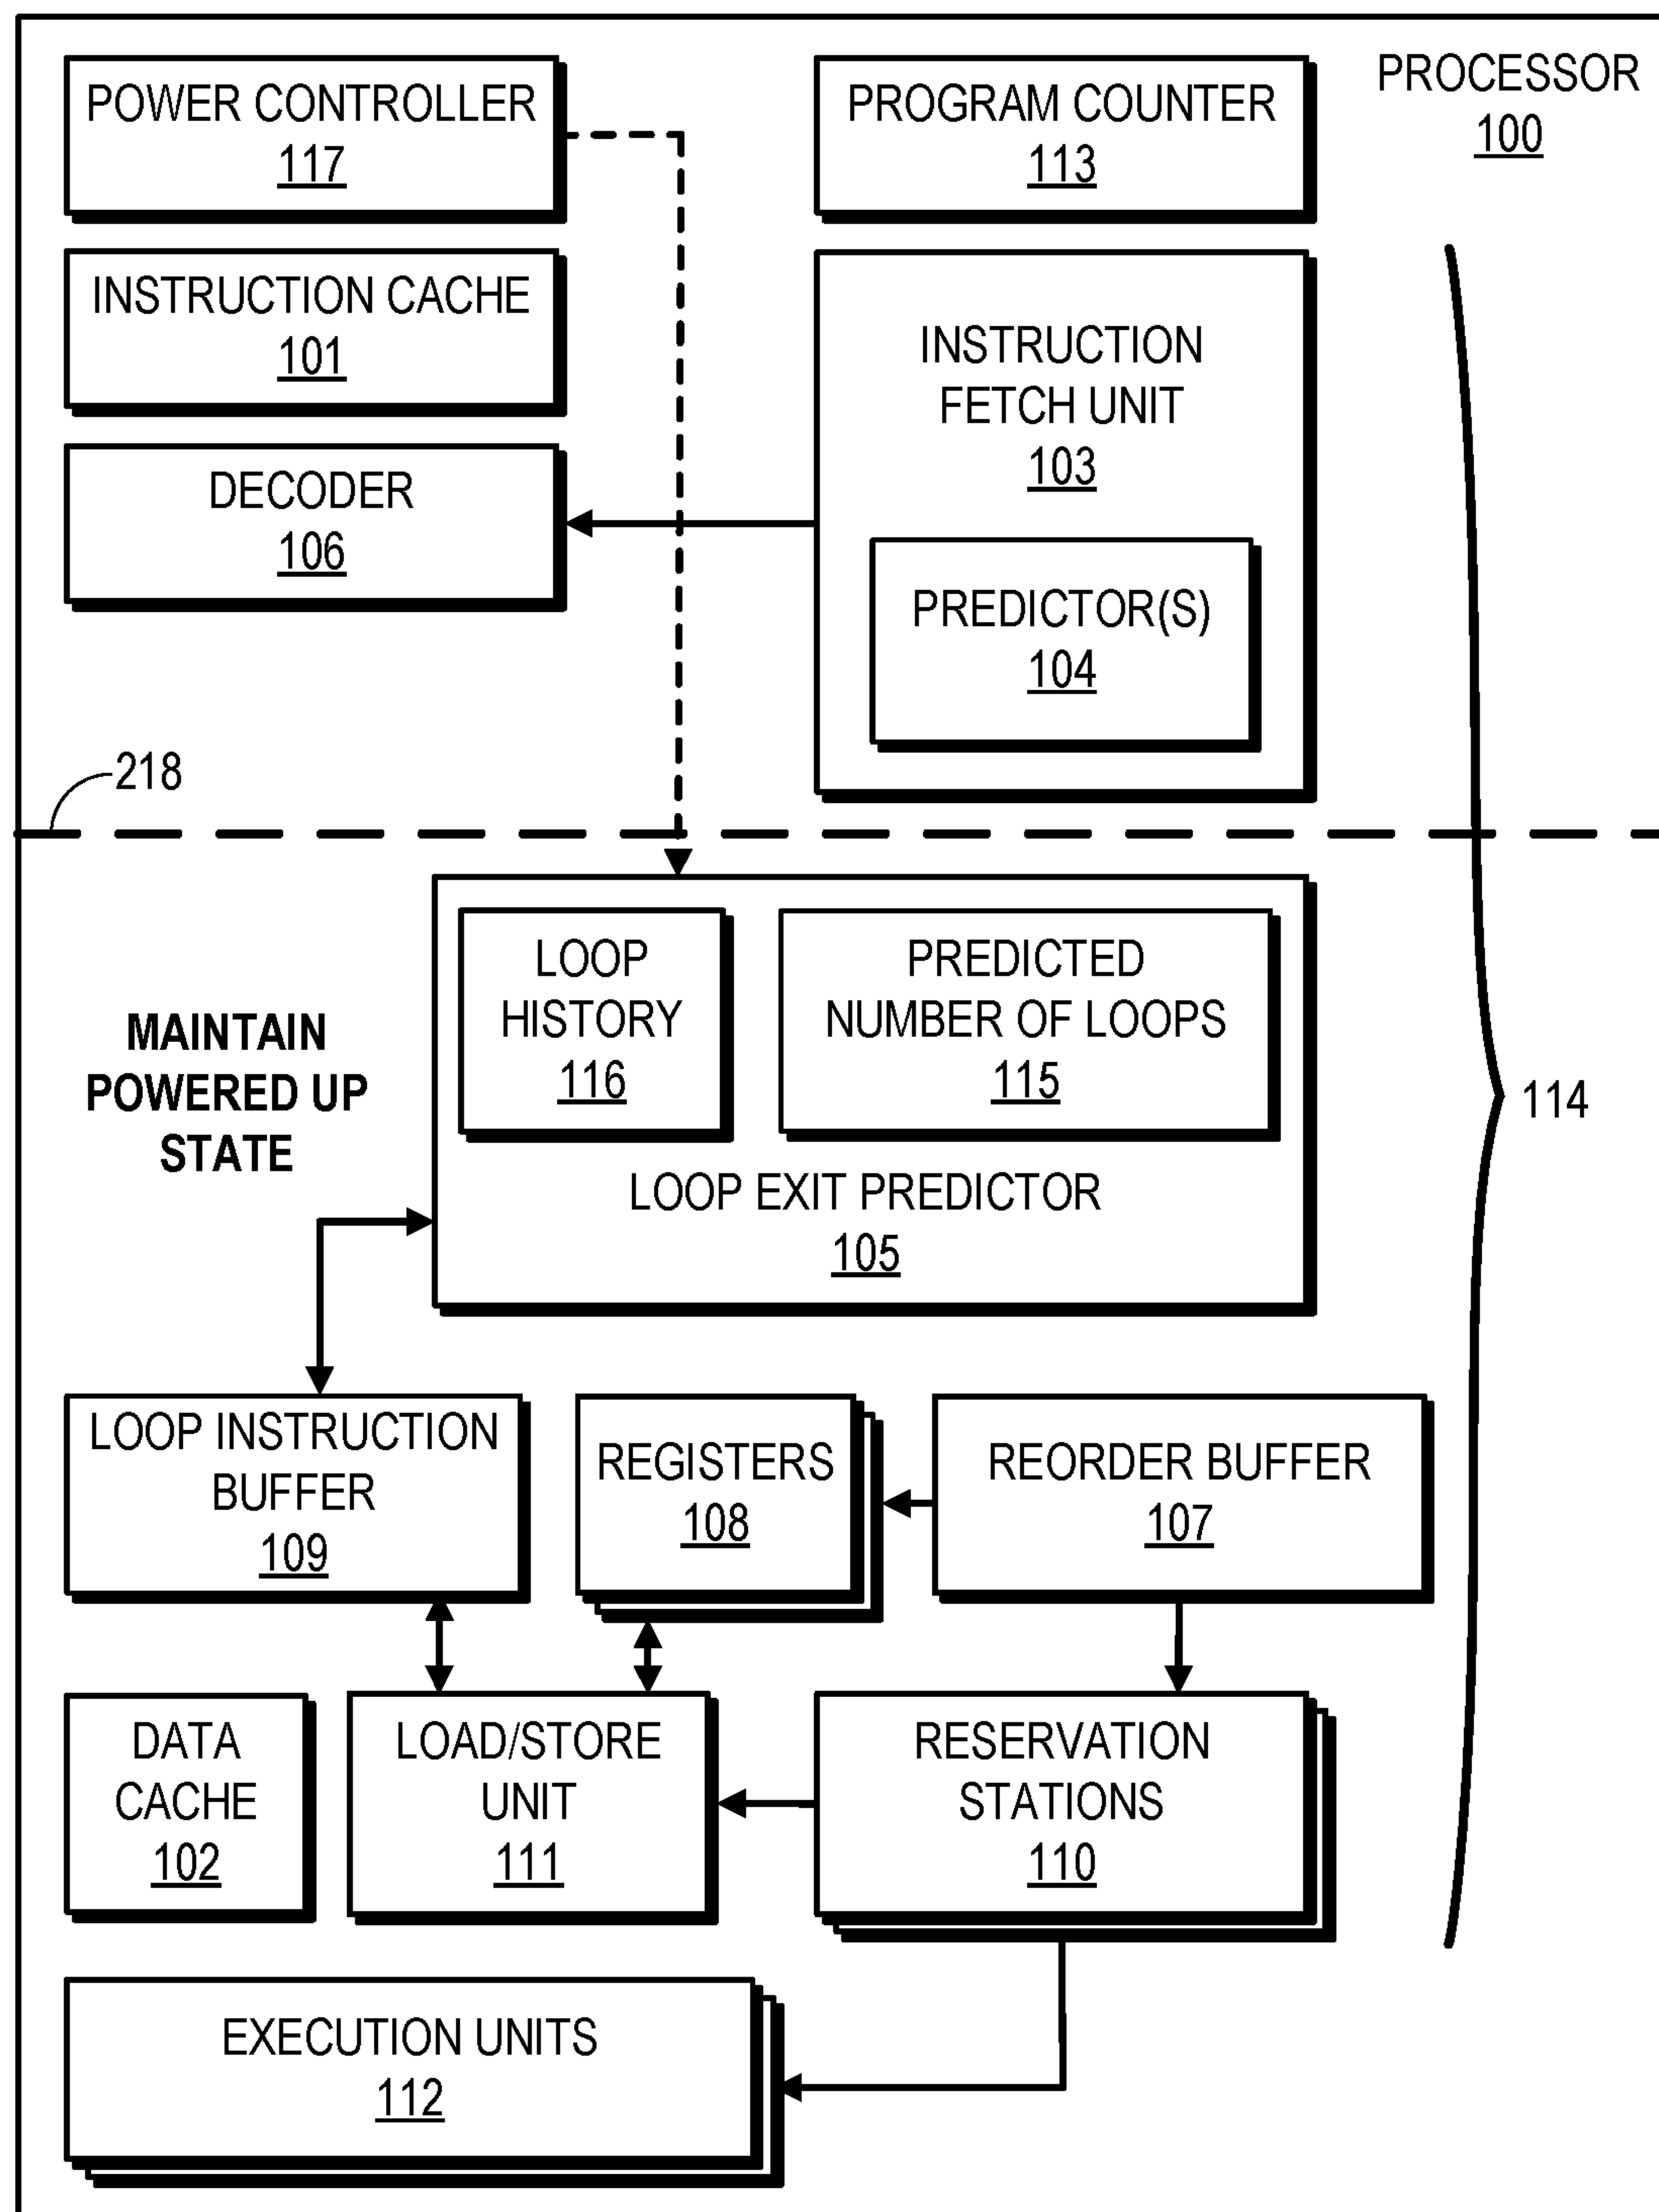 POWER CONTROLLER
117
PROGRAM COUNTER
113
PROCESSOR
100
INSTRUCTION CACHE
101
INSTRUCTION
FETCH UNIT
103
DECODER
106
PREDICTOR(S)
104
218
LOOP
HISTORY
116
PREDICTED
NUMBER OF LOOPS
115
MAINTAIN
POWERED UP
STATE
LOOP EXIT PREDICTOR
105
114
LOOP INSTRUCTION
BUFFER
109
REGISTERS
108
REORDER BUFFER
107
DATA
CACHE
102
LOAD/STORE
UNIT
111
RESERVATION
STATIONS
110
EXECUTION UNITS
112